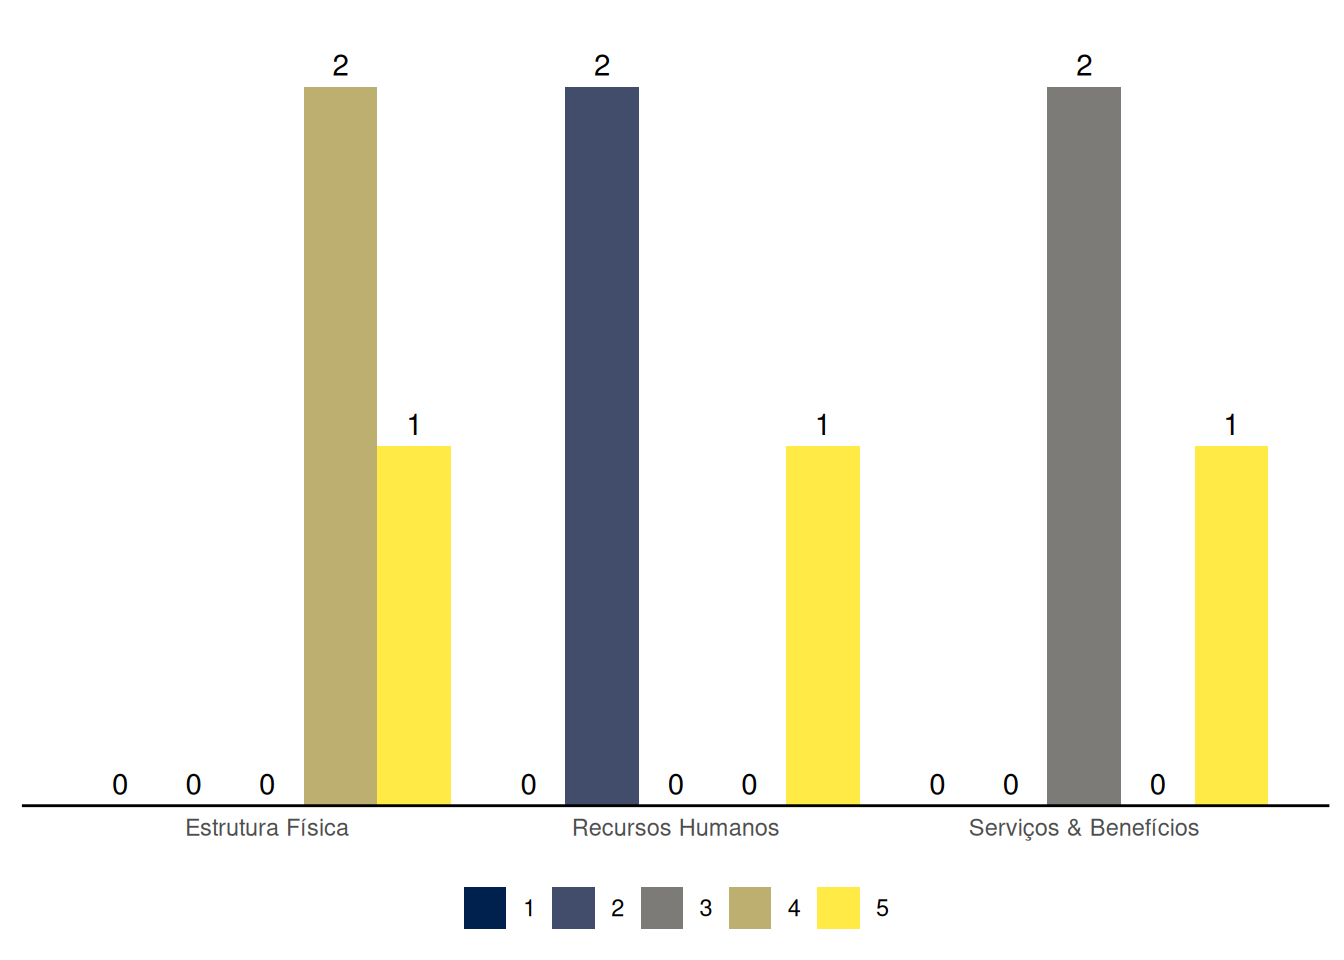 2 2 2
1 1 1
0 0 0 0 0 0 0 0 0
Estrutura Física Recursos Humanos Serviços & Benefícios
1 2 3 4 5